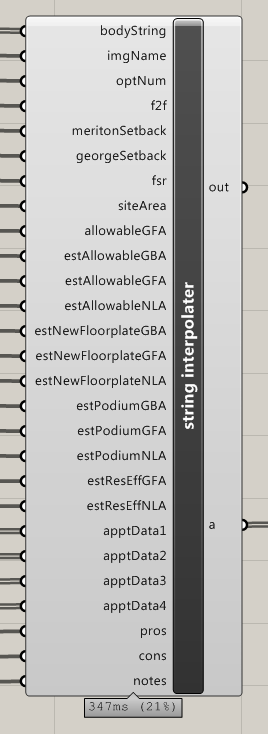 bodyString
imgName
optNum
f2f
meritonSetback
georgeSetback
fsr
siteArea
allowableGFA
estAllowableGBA
estAllowableGFA
estAllowableNLA
estNewFloorplateGBA
estNewFloorplateGFA
estNewFloorplateNLA
estPodiumGBA
estPodiumGFA
estPodiumNLA
estResEffGFA
estResEffNLA
apptData1
apptData2
apptData3
apptData4
pros
cons
notes
string interpolater
out
a
347ms (21%)